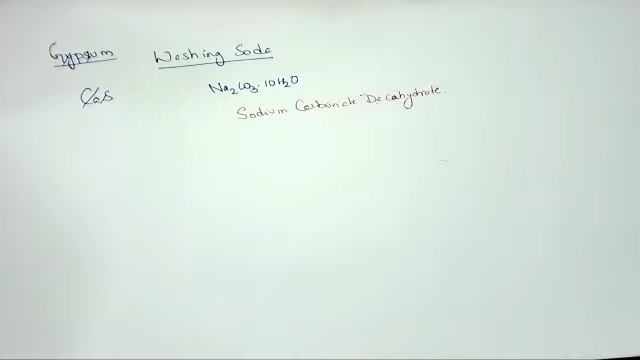 Gypsum Washing Soda
CaS Na2CO3.10H2O
Sodium Carbonate Decahydrate.